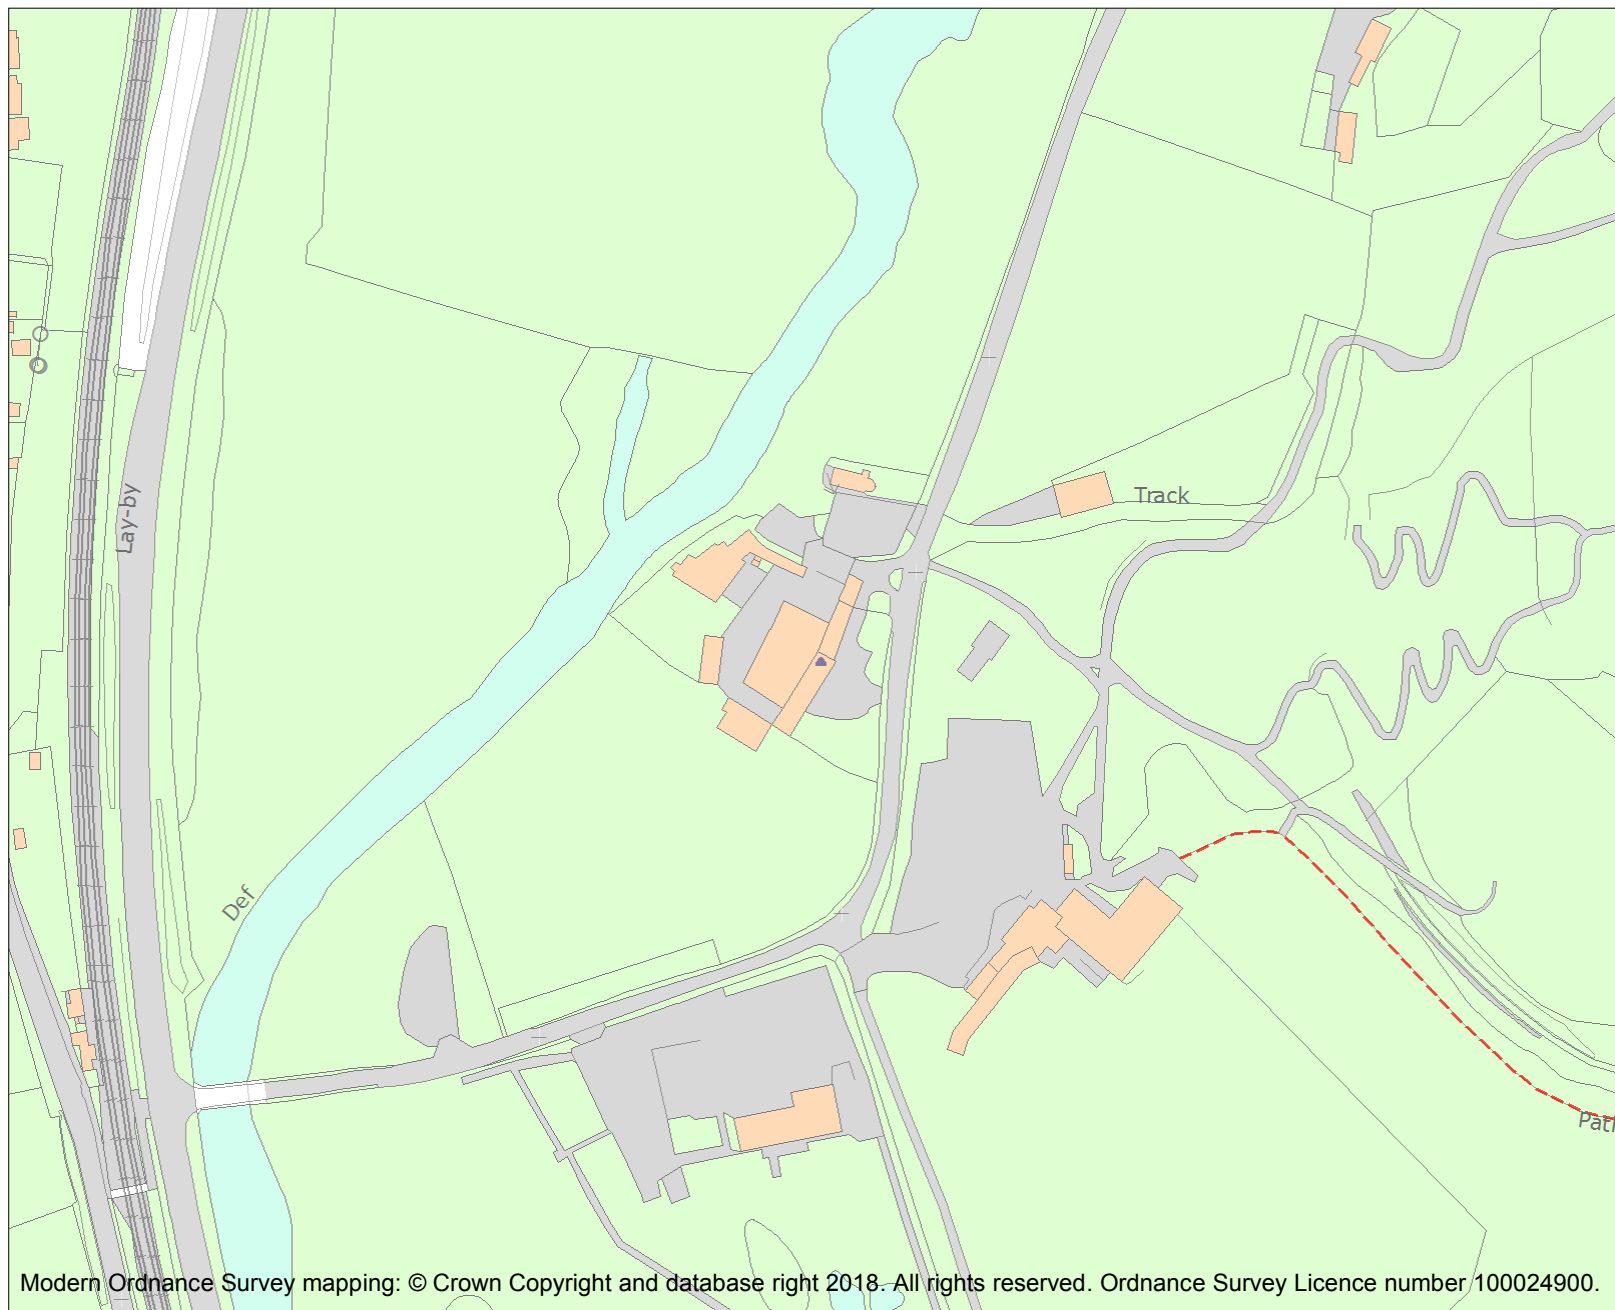 Track
Lay-by
Def
Modern Ordnance Survey mapping: © Crown Copyright and database right 2018. All rights reserved. Ordnance Survey Licence number 100024900.